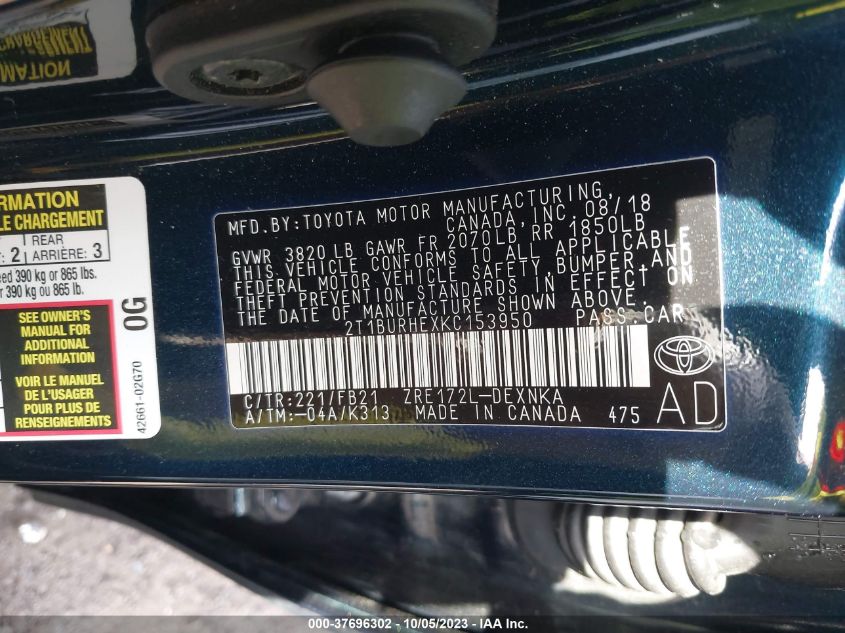 CHARGEMENT
MATION
RMATION
LE CHARGEMENT
2 REAR 3
ARRIÈRE:
eed 390 kg or 865 lbs.
r 390 kg ou 865 lb.
SEE OWNER'S
MANUAL FOR
ADDITIONAL
INFORMATION
VOIR LE MANUEL
DE L'USAGER
POUR PLUS DE
RENSEIGNEMENTS
0G
42661-02G70
MFD.BY:TOYOTA MOTOR MANUFACTURING,
CANADA, INC. 08/18
GVWR 3820 LB GAWR FR 2070LB RR 1850LB
THIS VEHICLE CONFORMS TO ALL APPLICABLE
FEDERAL MOTOR VEHICLE SAFETY,BUMPER,AND
THEFT PREVENTION STANDARDS IN EFFECT ON
THE DATE OF MANUFACTURE SHOWN ABOVE.
2T1BURHEXKC153950 PASS.CAR
C/TR:221/FB21 ZRE172L-DEXNKA
A/TM:-04A/K313 MADE IN CANADA 475
AD
000-37696302 - 10/05/2023 - IAA, Inc.